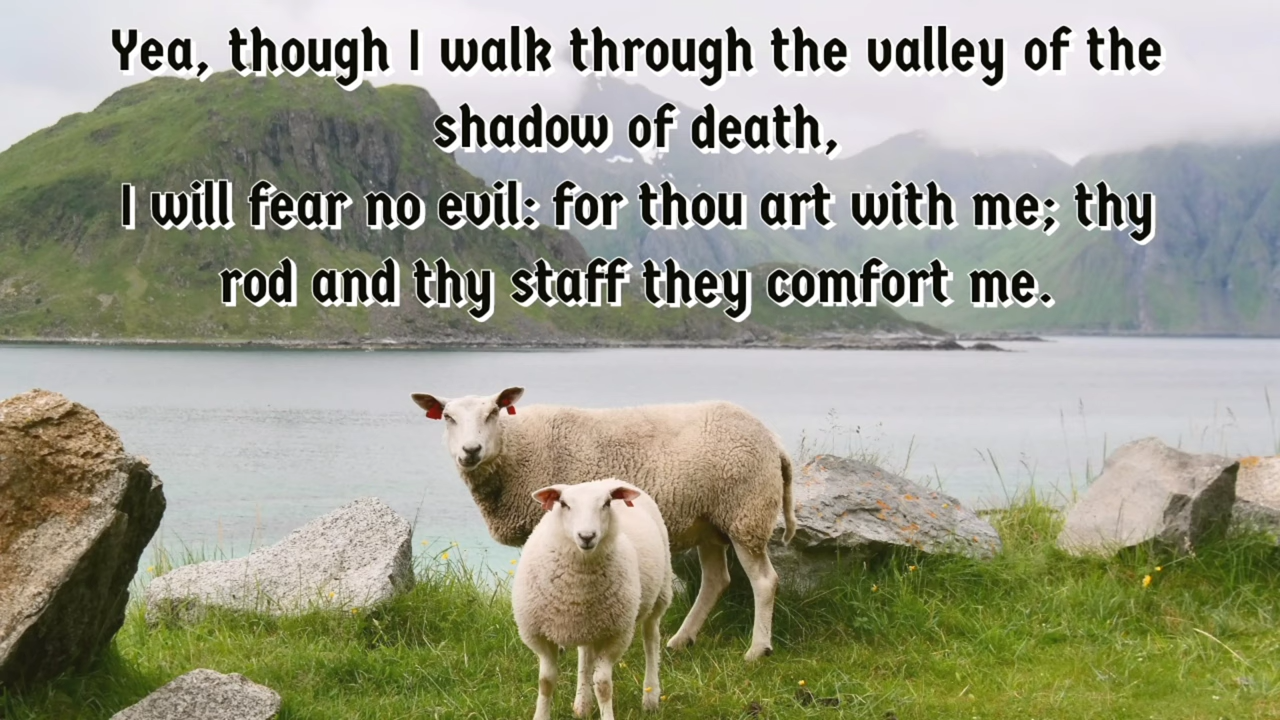 Yea, though I walk through the valley of the
shadow of death,
I will fear no evil: for thou art with me; thy
rod and thy staff they comfort me.